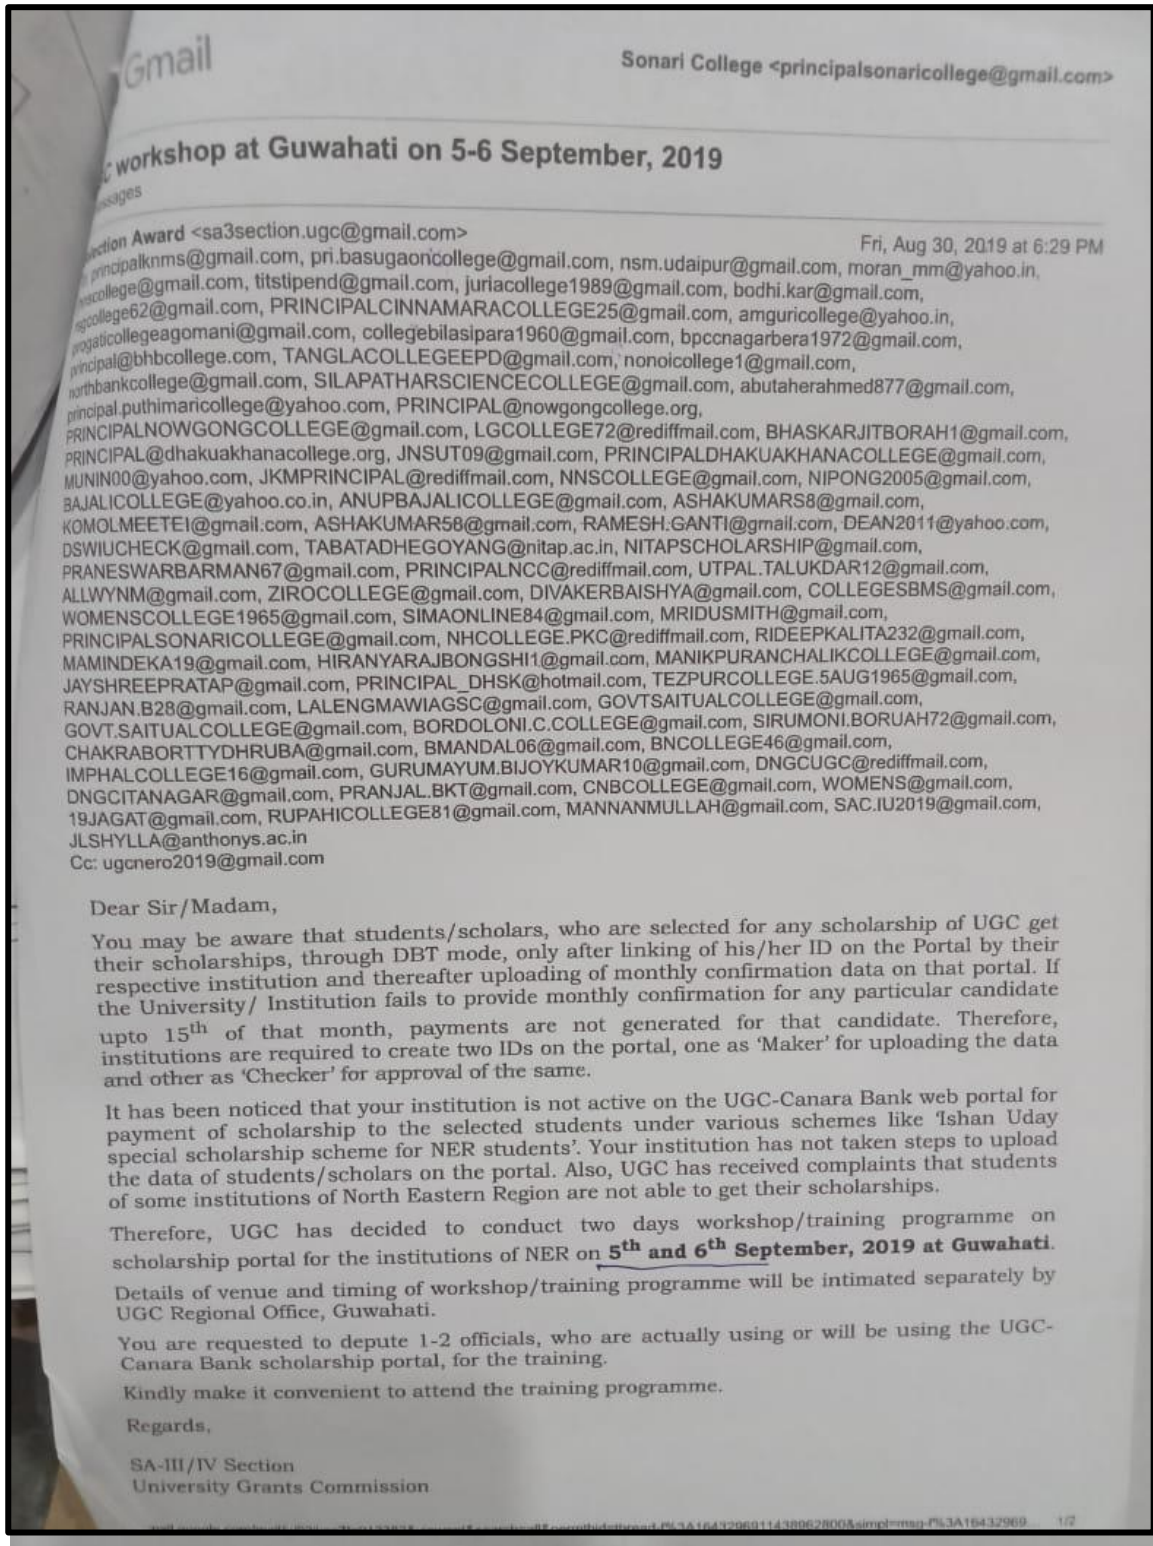 Gmail
Sonari College <principalsonaricollege@gmail.com>
workshop at Guwahati on 5-6 September, 2019
Award <sa3section.ugc@gmail.com>
Fri, Aug 30, 2019 at 6:29 PM
principalknms@gmail.com, pri.basugaoncollege@gmail.com, nsm.udaipur@gmail.com, moran_mm@yahoo.in,
titstipend@gmail.com, juriacollege1989@gmail.com, bodhi.kar@gmail.com,
PRINCIPALCINNAMARACOLLEGE25@gmail.com, amguricollege@yahoo.in,
collegebilasipara1960@gmail.com, bpccnagarbera1972@gmail.com,
principal@bhbcollege.com, TANGLACOLLEGEEPD@gmail.com, nonoicollege1@gmail.com,
northbankcollege@gmail.com, SILAPATHARSCIENCECOLLEGE@gmail.com, abutaherahmed877@gmail.com,
principal.puthimaricollege@yahoo.com, PRINCIPAL@nowgongcollege.org,
PRINCIPALNOWGONGCOLLEGE@gmail.com, LGCOLLEGE72@rediffmail.com, BHASKARJITBORAH1@gmail.com,
PRINCIPAL@dhakuakhanacollege.org, JNSUT09@gmail.com, PRINCIPALDHAKUAKHANACOLLEGE@gmail.com,
MUNIN00@yahoo.com, JKMPRINCIPAL@rediffmail.com, NNSCOLLEGE@gmail.com, NIPONG2005@gmail.com,
BAJALICOLLEGE@yahoo.co.in, ANUPBAJALICOLLEGE@gmail.com, ASHAKUMARS8@gmail.com,
KOMOLMEETEI@gmail.com, ASHAKUMAR58@gmail.com, RAMESH.GANTI@gmail.com, DEAN2011@yahoo.com,
DSWIUCHECK@gmail.com, TABATADHEGOYANG@nitap.ac.in, NITAPSCHOLARSHIP@gmail.com,
PRANESWARBARMAN67@gmail.com, PRINCIPALNCC@rediffmail.com, UTPAL.TALUKDAR12@gmail.com,
ALLWYNM@gmail.com, ZIROCOLLEGE@gmail.com, DIVAKERBAISHYA@gmail.com, COLLEGESBMS@gmail.com,
WOMENSCOLLEGE1965@gmail.com, SIMAONLINE84@gmail.com, MRIDUSMITH@gmail.com,
PRINCIPALSONARICOLLEGE@gmail.com, NHCOLLEGE.PKC@rediffmail.com, RIDEEPKALITA232@gmail.com,
MAMINDEKA19@gmail.com, HIRANYARAJBONGSHI1@gmail.com, MANIKPURANCHALIKCOLLEGE@gmail.com,
JAYSHREEPRATAP@gmail.com, PRINCIPAL_DHSK@hotmail.com, TEZPURCOLLEGE.5AUG1965@gmail.com,
RANJAN.B28@gmail.com, LALENGMAWIAGSC@gmail.com, GOVTSAITUALCOLLEGE@gmail.com,
GOVT.SAITUALCOLLEGE@gmail.com, BORDOLONI.C.COLLEGE@gmail.com, SIRUMONI.BORUAH72@gmail.com,
CHAKRABORTTYDHRUBA@gmail.com, BMANDAL06@gmail.com, BNCOLLEGE46@gmail.com,
IMPHALCOLLEGE16@gmail.com, GURUMAYUM.BIJOYKUMAR10@gmail.com, DNGCUGC@rediffmail.com,
DNGCITANAGAR@gmail.com, PRANJAL.BKT@gmail.com, CNBCOLLEGE@gmail.com, WOMENS@gmail.com,
19JAGAT@gmail.com, RUPAHICOLLEGE81@gmail.com, MANNANMULLAH@gmail.com, SAC.IU2019@gmail.com,
JLSHYLLA@anthonys.ac.in
Cc: ugcnero2019@gmail.com
Dear Sir/Madam,
You may be aware that students/scholars, who are selected for any scholarship of UGC get
their scholarships, through DBT mode, only after linking of his/her ID on the Portal by their
respective institution and thereafter uploading of monthly confirmation data on that portal. If
the University/ Institution fails to provide monthly confirmation for any particular candidate
upto 15th of that month, payments are not generated for that candidate. Therefore,
institutions are required to create two IDs on the portal, one as 'Maker' for uploading the data
and other as 'Checker' for approval of the same.
It has been noticed that your institution is not active on the UGC-Canara Bank web portal for
payment of scholarship to the selected students under various schemes like 'Ishan Uday
special scholarship scheme for NER students'. Your institution has not taken steps to upload
the data of students/scholars on the portal. Also, UGC has received complaints that students
of some institutions of North Eastern Region are not able to get their scholarships.
Therefore, UGC has decided to conduct two days workshop/training programme on
scholarship portal for the institutions of NER on 5th and 6th September, 2019 at Guwahati.
Details of venue and timing of workshop/training programme will be intimated separately by
UGC Regional Office, Guwahati.
You are requested to depute 1-2 officials, who are actually using or will be using the UGC-
Canara Bank scholarship portal, for the training.
Kindly make it convenient to attend the training programme.
Regards,
SA-III/IV Section
University Grants Commission
1/2